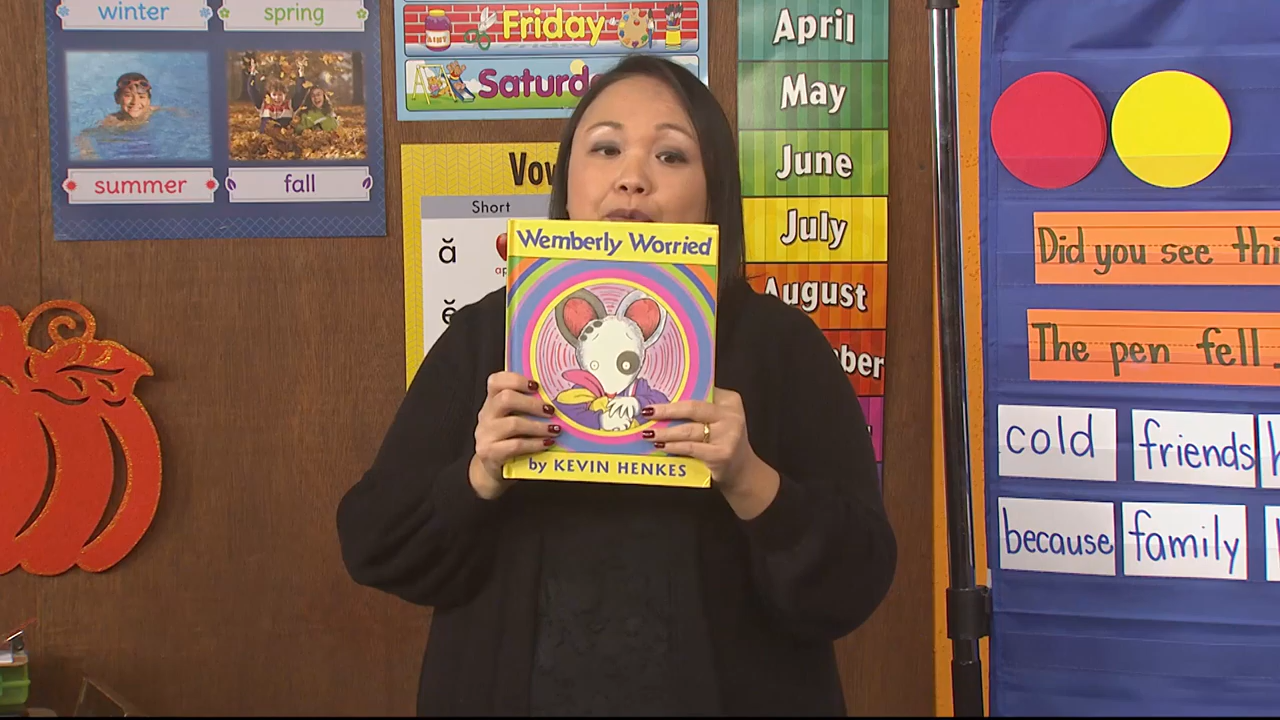 winter
spring
summer
fall
Friday
Saturd
Vow
Short
ă
ap
ĕ
April
May
June
July
August
ber
Wemberly Worried
by KEVIN HENKES
Did you see thi
The pen fell.
cold
friends
because
family